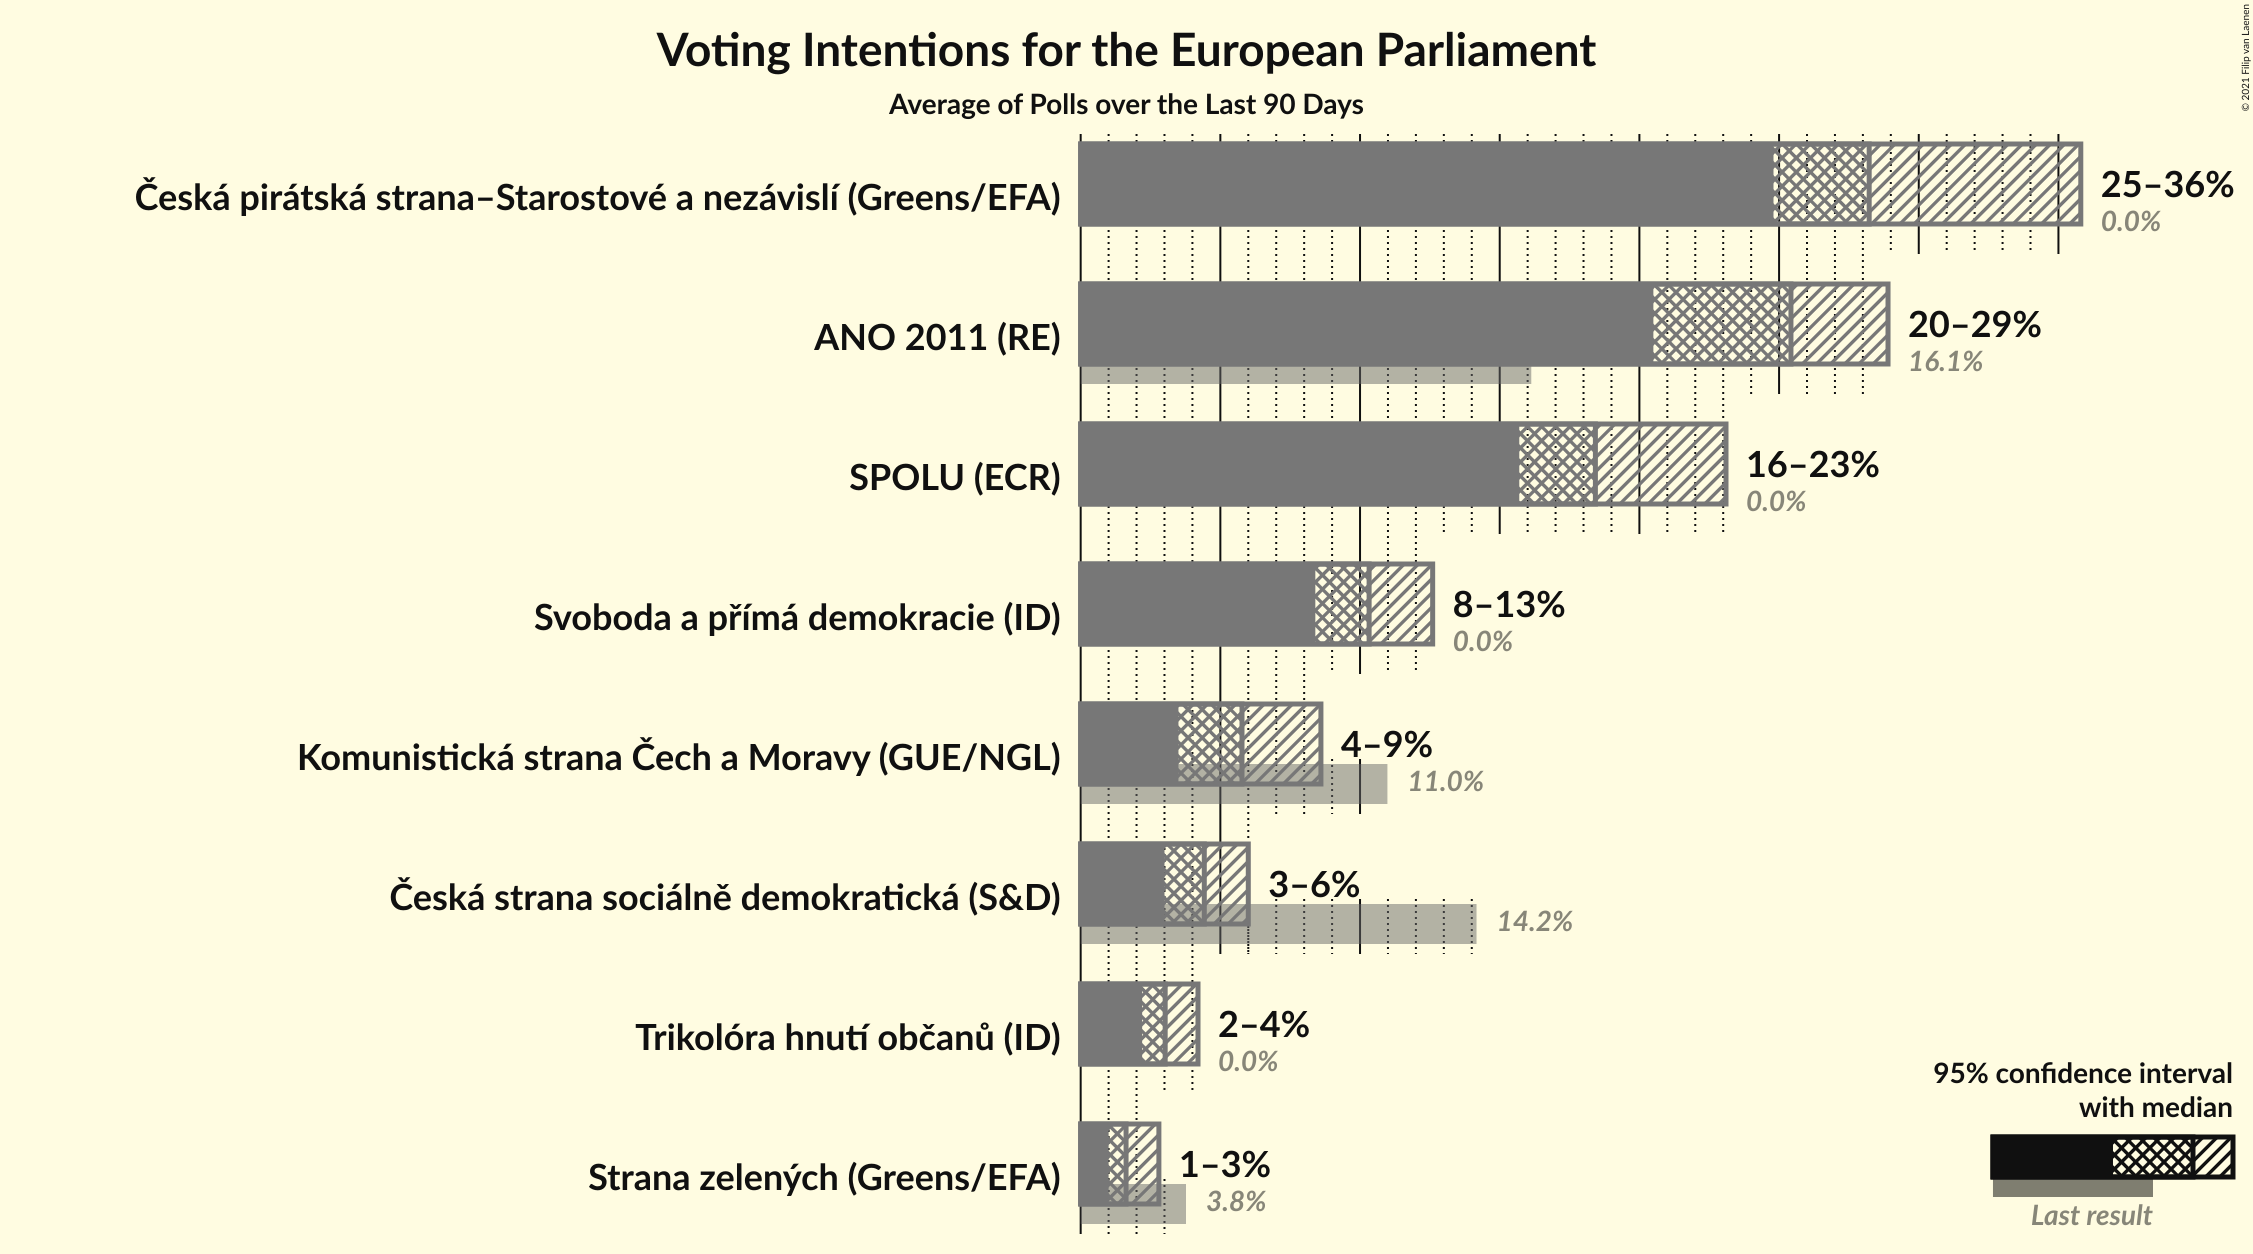 Voting Intentions for the European Parliament
Average of Polls over the Last 90 Days
© 2021 Filip van Laenen
Česká pirátská strana–Starostové a nezávislí (Greens/EFA)
25–36%
0.0%
ANO 2011 (RE)
20–29%
16.1%
SPOLU (ECR)
16–23%
0.0%
Svoboda a přímá demokracie (ID)
8–13%
0.0%
Komunistická strana Čech a Moravy (GUE/NGL)
4–9%
11.0%
Česká strana sociálně demokratická (S&D)
3–6%
14.2%
Trikolóra hnutí občanů (ID)
2–4%
0.0%
Strana zelených (Greens/EFA)
1–3%
3.8%
95% confidence interval
with median
Last result